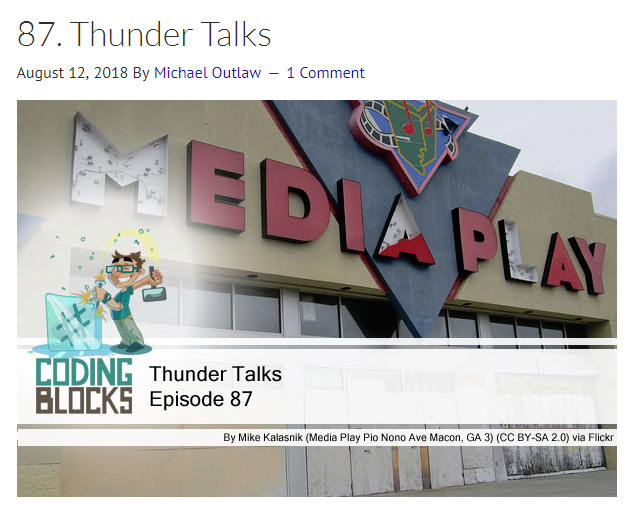 87. Thunder Talks
August 12, 2018 By Michael Outlaw — 1 Comment
MEDIA PLAY
#
CODING
BLOCKS
Thunder Talks
Episode 87
By Mike Kalasnik (Media Play Pio Nono Ave Macon, GA 3) (CC BY-SA 2.0) via Flickr